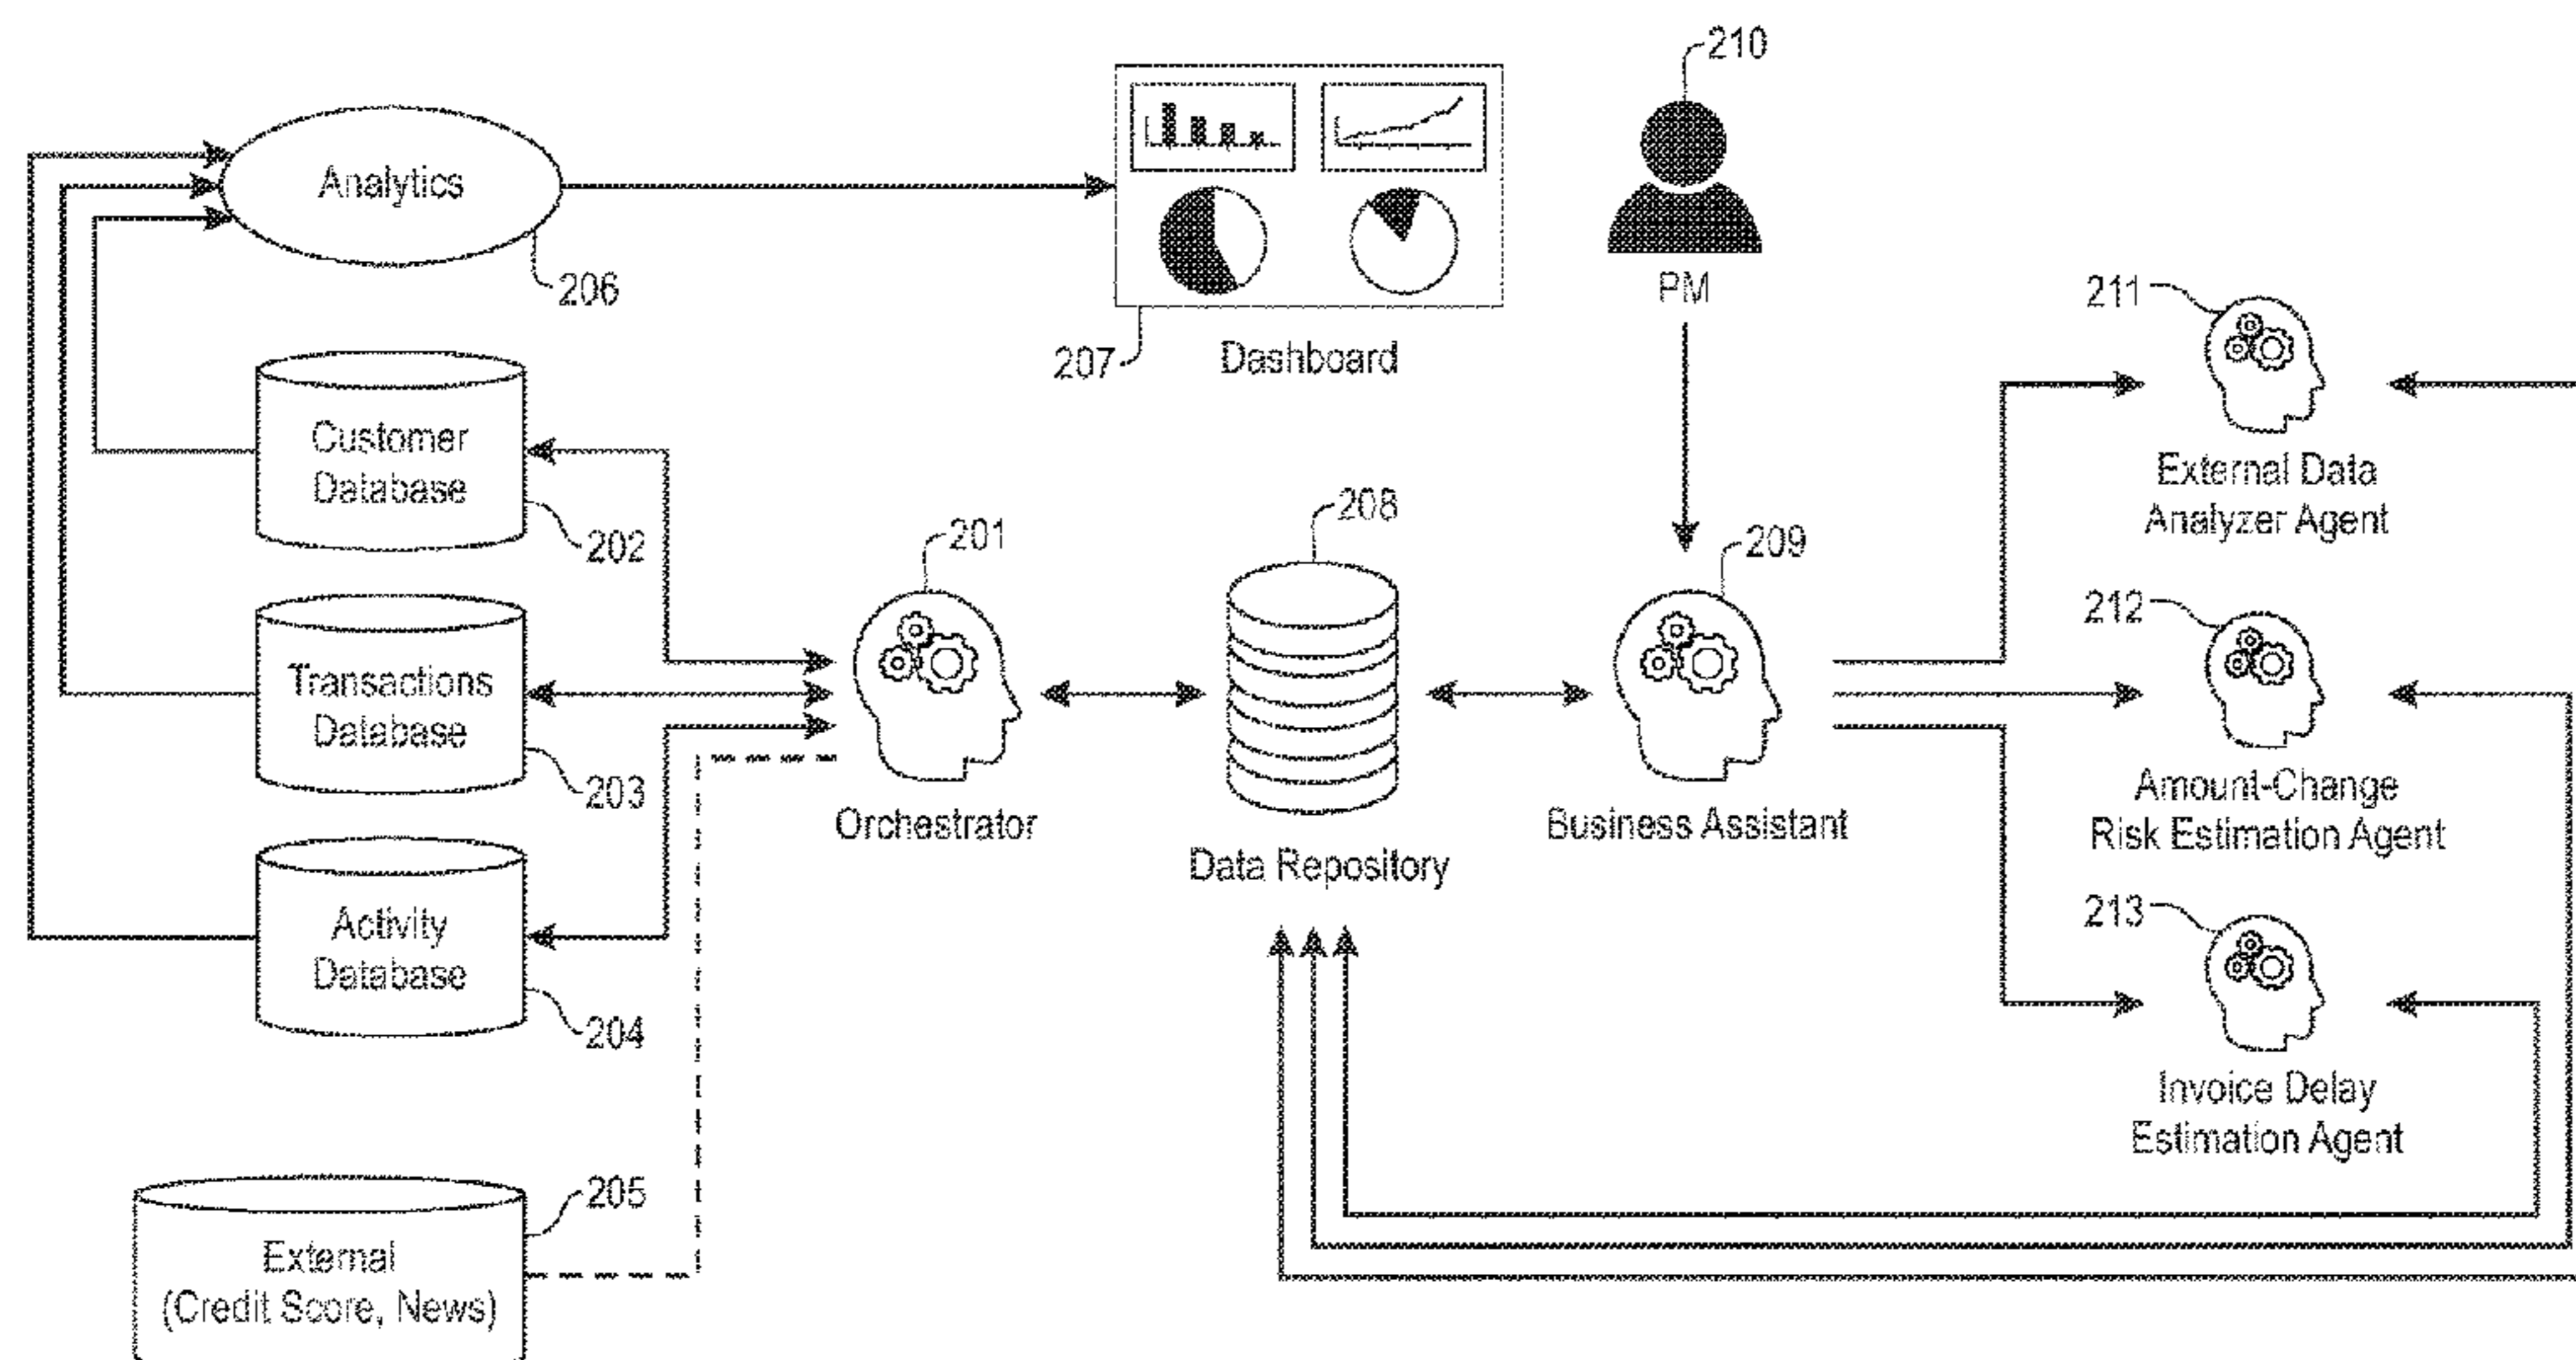 210
Analytics
206
207
Dashboard
PM
211
External Data
Analyzer Agent
Customer
Database
202
201
208
209
212
Transactions
Database
203
Orchestrator
Data Repository
Business Assistant
Amount-Change
Risk Estimation Agent
Activity
Database
204
213
Invoice Delay
Estimation Agent
205
External
(Credit Score, News)